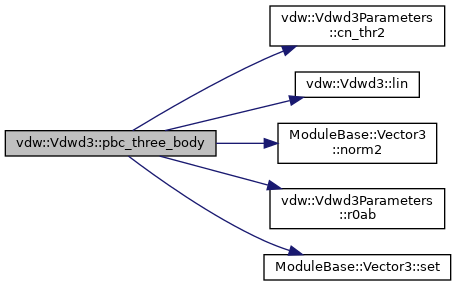 vdw::Vdwd3Parameters
::cn_thr2
vdw::Vdwd3::lin
vdw::Vdwd3::pbc_three_body
ModuleBase::Vector3
::norm2
vdw::Vdwd3Parameters
::r0ab
ModuleBase::Vector3::set